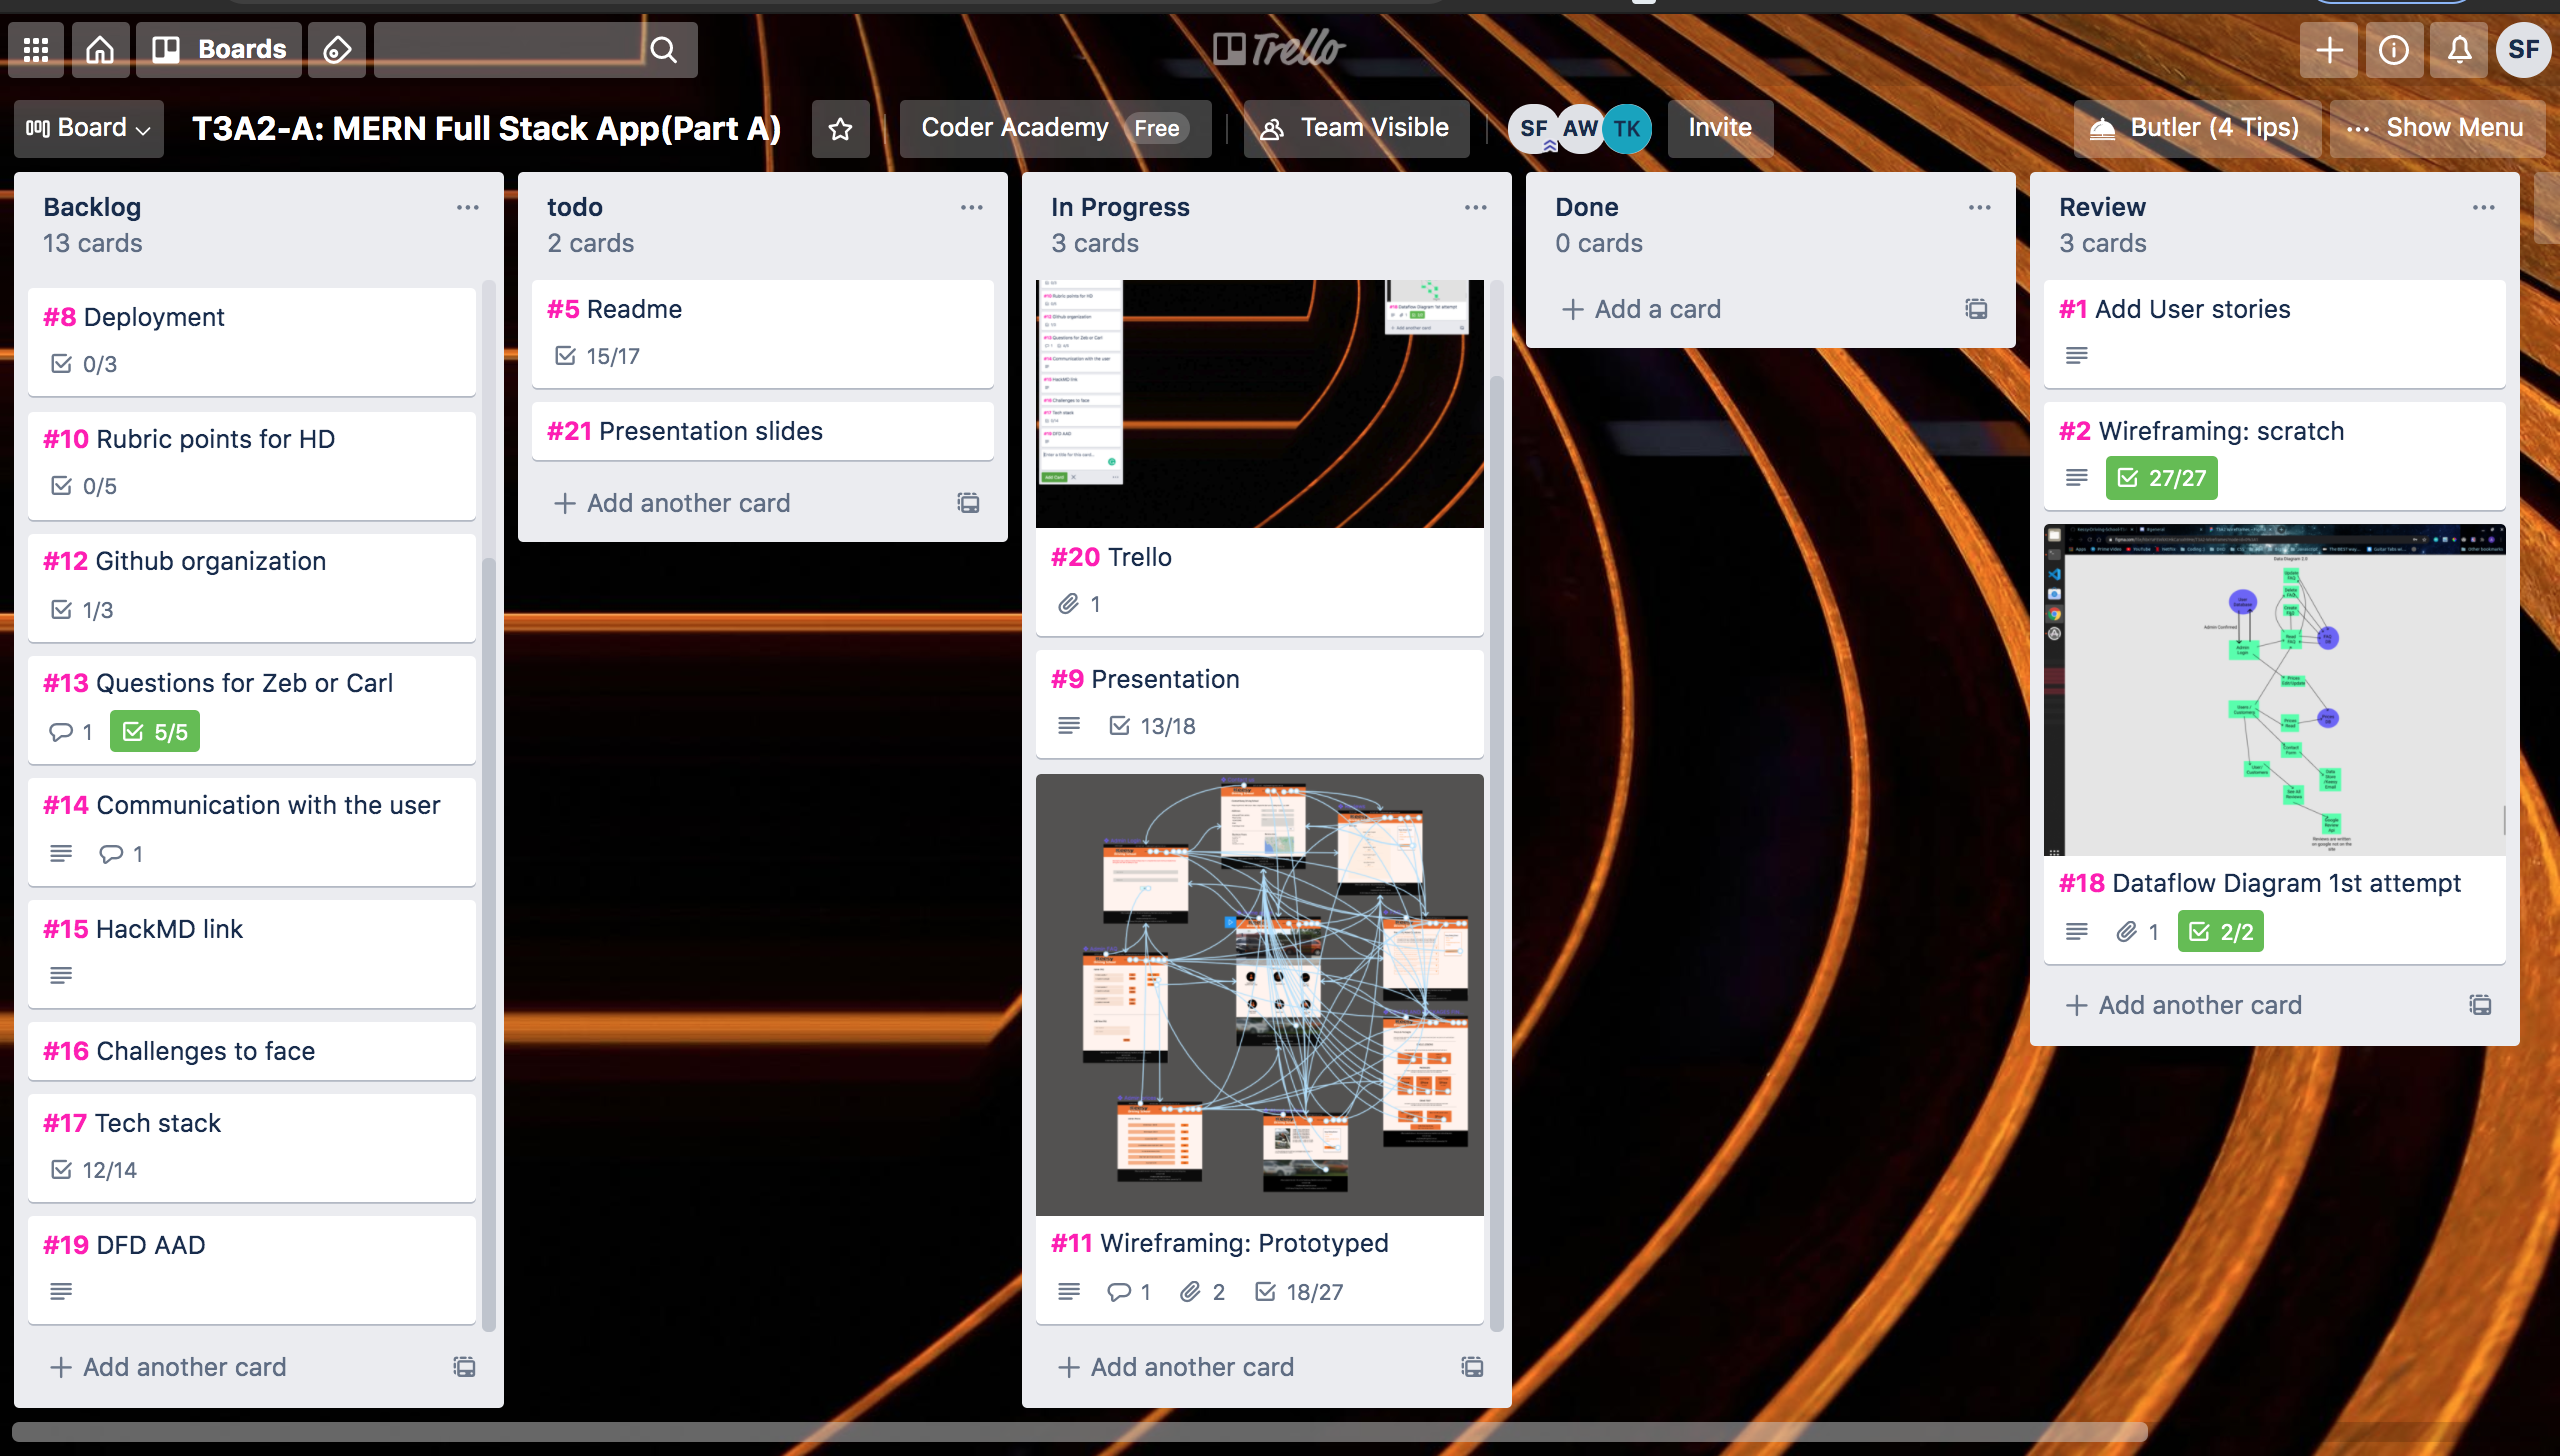 Boards
Trello
SF
Board
T3A2-A: MERN Full Stack App(Part A)
Coder Academy Free
Team Visible
SF AW TK
Invite
Butler (4 Tips)
... Show Menu
Backlog
13 cards
#8 Deployment
0/3
#10 Rubric points for HD
0/5
#12 Github organization
1/3
#13 Questions for Zeb or Carl
1 5/5
#14 Communication with the user
1
#15 HackMD link
#16 Challenges to face
#17 Tech stack
12/14
#19 DFD AAD
+ Add another card
todo
2 cards
#5 Readme
15/17
#21 Presentation slides
+ Add another card
In Progress
3 cards
#20 Trello
1
#9 Presentation
13/18
#11 Wireframing: Prototyped
1 2 18/27
+ Add another card
Done
0 cards
+ Add a card
Review
3 cards
#1 Add User stories
#2 Wireframing: scratch
27/27
#18 Dataflow Diagram 1st attempt
1 2/2
+ Add another card